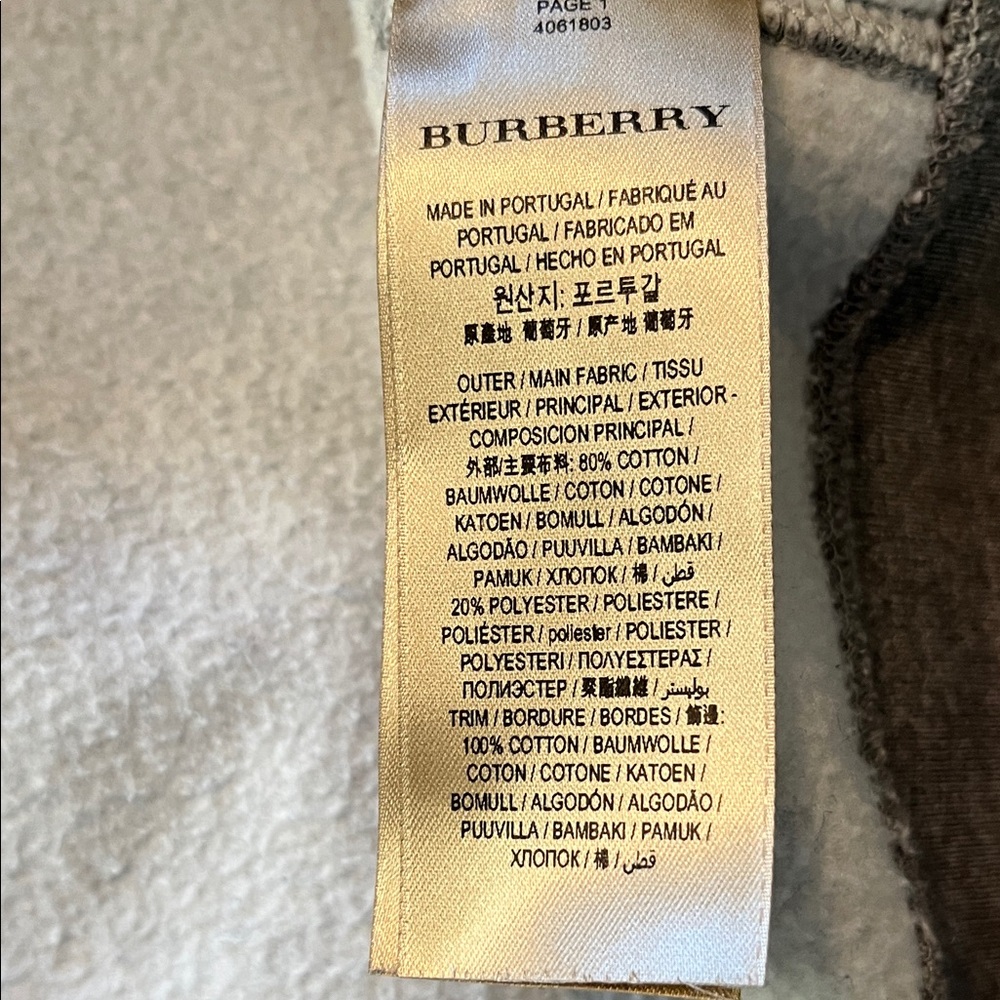 PAGE 1
4061803
BURBERRY
MADE IN PORTUGAL / FABRIQUÉ AU
PORTUGAL / FABRICADO EM
PORTUGAL / HECHO EN PORTUGAL
원산지: 포르투갈
原產地 葡萄牙 / 原产地 葡萄牙
OUTER / MAIN FABRIC / TISSU
EXTÉRIEUR / PRINCIPAL / EXTERIOR -
COMPOSICION PRINCIPAL /
外部/主要布料: 80% COTTON /
BAUMWOLLE / COTON / COTONE /
KATOEN / BOMULL / ALGODÓN /
ALGODÃO / PUUVILLA / BAMBAKI /
PAMUK / ХЛОПОК / 棉 / قطن
20% POLYESTER / POLIESTERE /
POLIÉSTER / poliester / POLIESTER /
POLYESTERI / ΠΟΛΥΕΣΤΕΡΑΣ /
ПОЛИЭСТЕР / 聚酯纖維 / بوليستر
TRIM / BORDURE / BORDES / 飾邊:
100% COTTON / BAUMWOLLE /
COTON / COTONE / KATOEN /
BOMULL / ALGODÓN / ALGODÃO /
PUUVILLA / BAMBAKI / PAMUK /
ХЛОПОК / 棉 / قطن